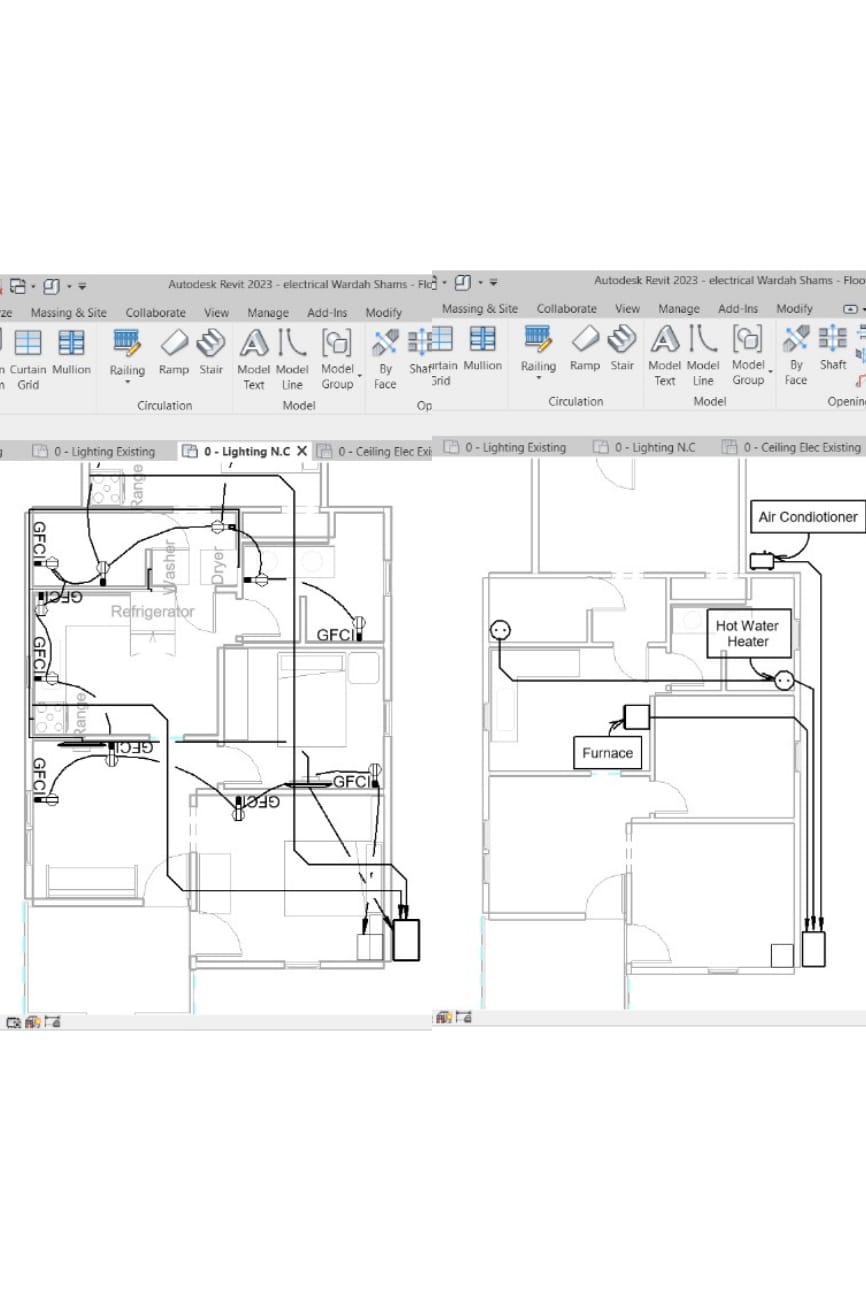 Autodesk Revit 2023 - electrical Wardah Shams - Flo
ze Massing & Site Collaborate View Manage Add-Ins Modify
Curtain Grid
Mullion
Railing
Ramp
Stair
Model Text
Model Line
Model Group
By Face
Shaf
Circulation
Model
Op
0 - Lighting Existing
0 - Lighting N.C X
0 - Ceiling Elec Exi
Range
GFCI
Washer
Dryer
GFCI
Refrigerator
GFCI
GFCI
Range
GFCI
GFCI
GFCI
GFCI
Autodesk Revit 2023 - electrical Wardah Shams - Floo
Massing & Site Collaborate View Manage Add-Ins Modify
rtain
Grid
Mullion
Railing
Ramp
Stair
Model Text
Model Line
Model Group
By Face
Shaft
Circulation
Model
Openin
0 - Lighting Existing
0 - Lighting N.C
0 - Ceiling Elec Existing
Air Condiotioner
Hot Water
Heater
Furnace